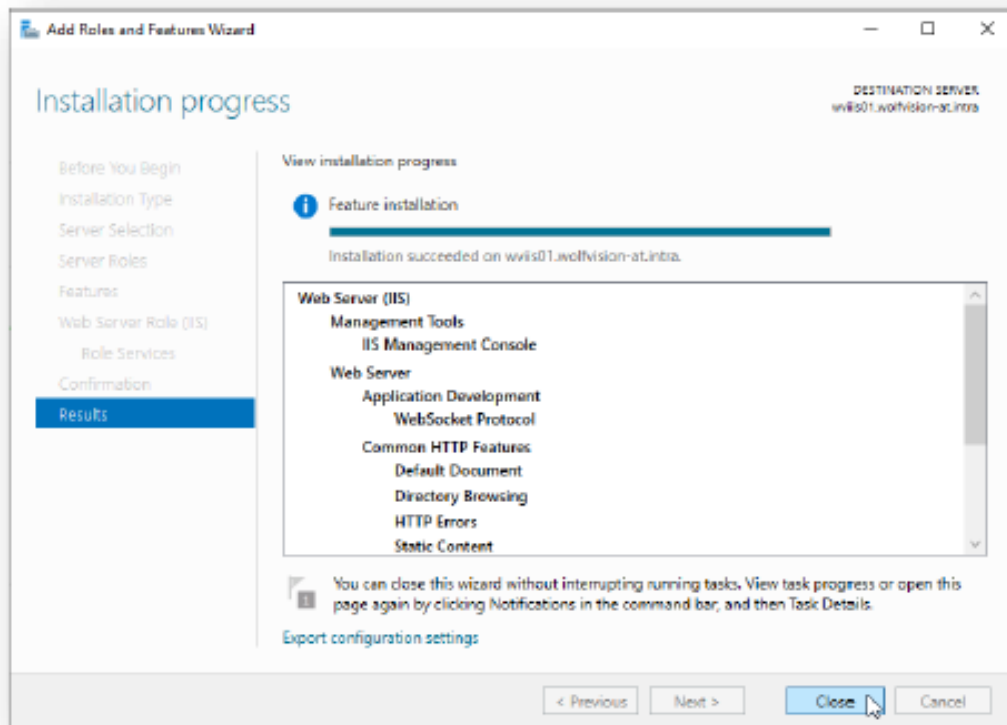 Add Roles and Features Wizard
Installation progress
DESTINATION SERVER
wviis01.wolfvision-at.intra
Before You Begin
Installation Type
Server Selection
Server Roles
Features
Web Server Role (IIS)
Role Services
Confirmation
Results
View installation progress
Feature installation
Installation succeeded on wviis01.wolfvision-at.intra.
Web Server (IIS)
Management Tools
IIS Management Console
Web Server
Application Development
WebSocket Protocol
Common HTTP Features
Default Document
Directory Browsing
HTTP Errors
Static Content
You can close this wizard without interrupting running tasks. View task progress or open this
page again by clicking Notifications in the command bar, and then Task Details.
Export configuration settings
< Previous
Next >
Close
Cancel